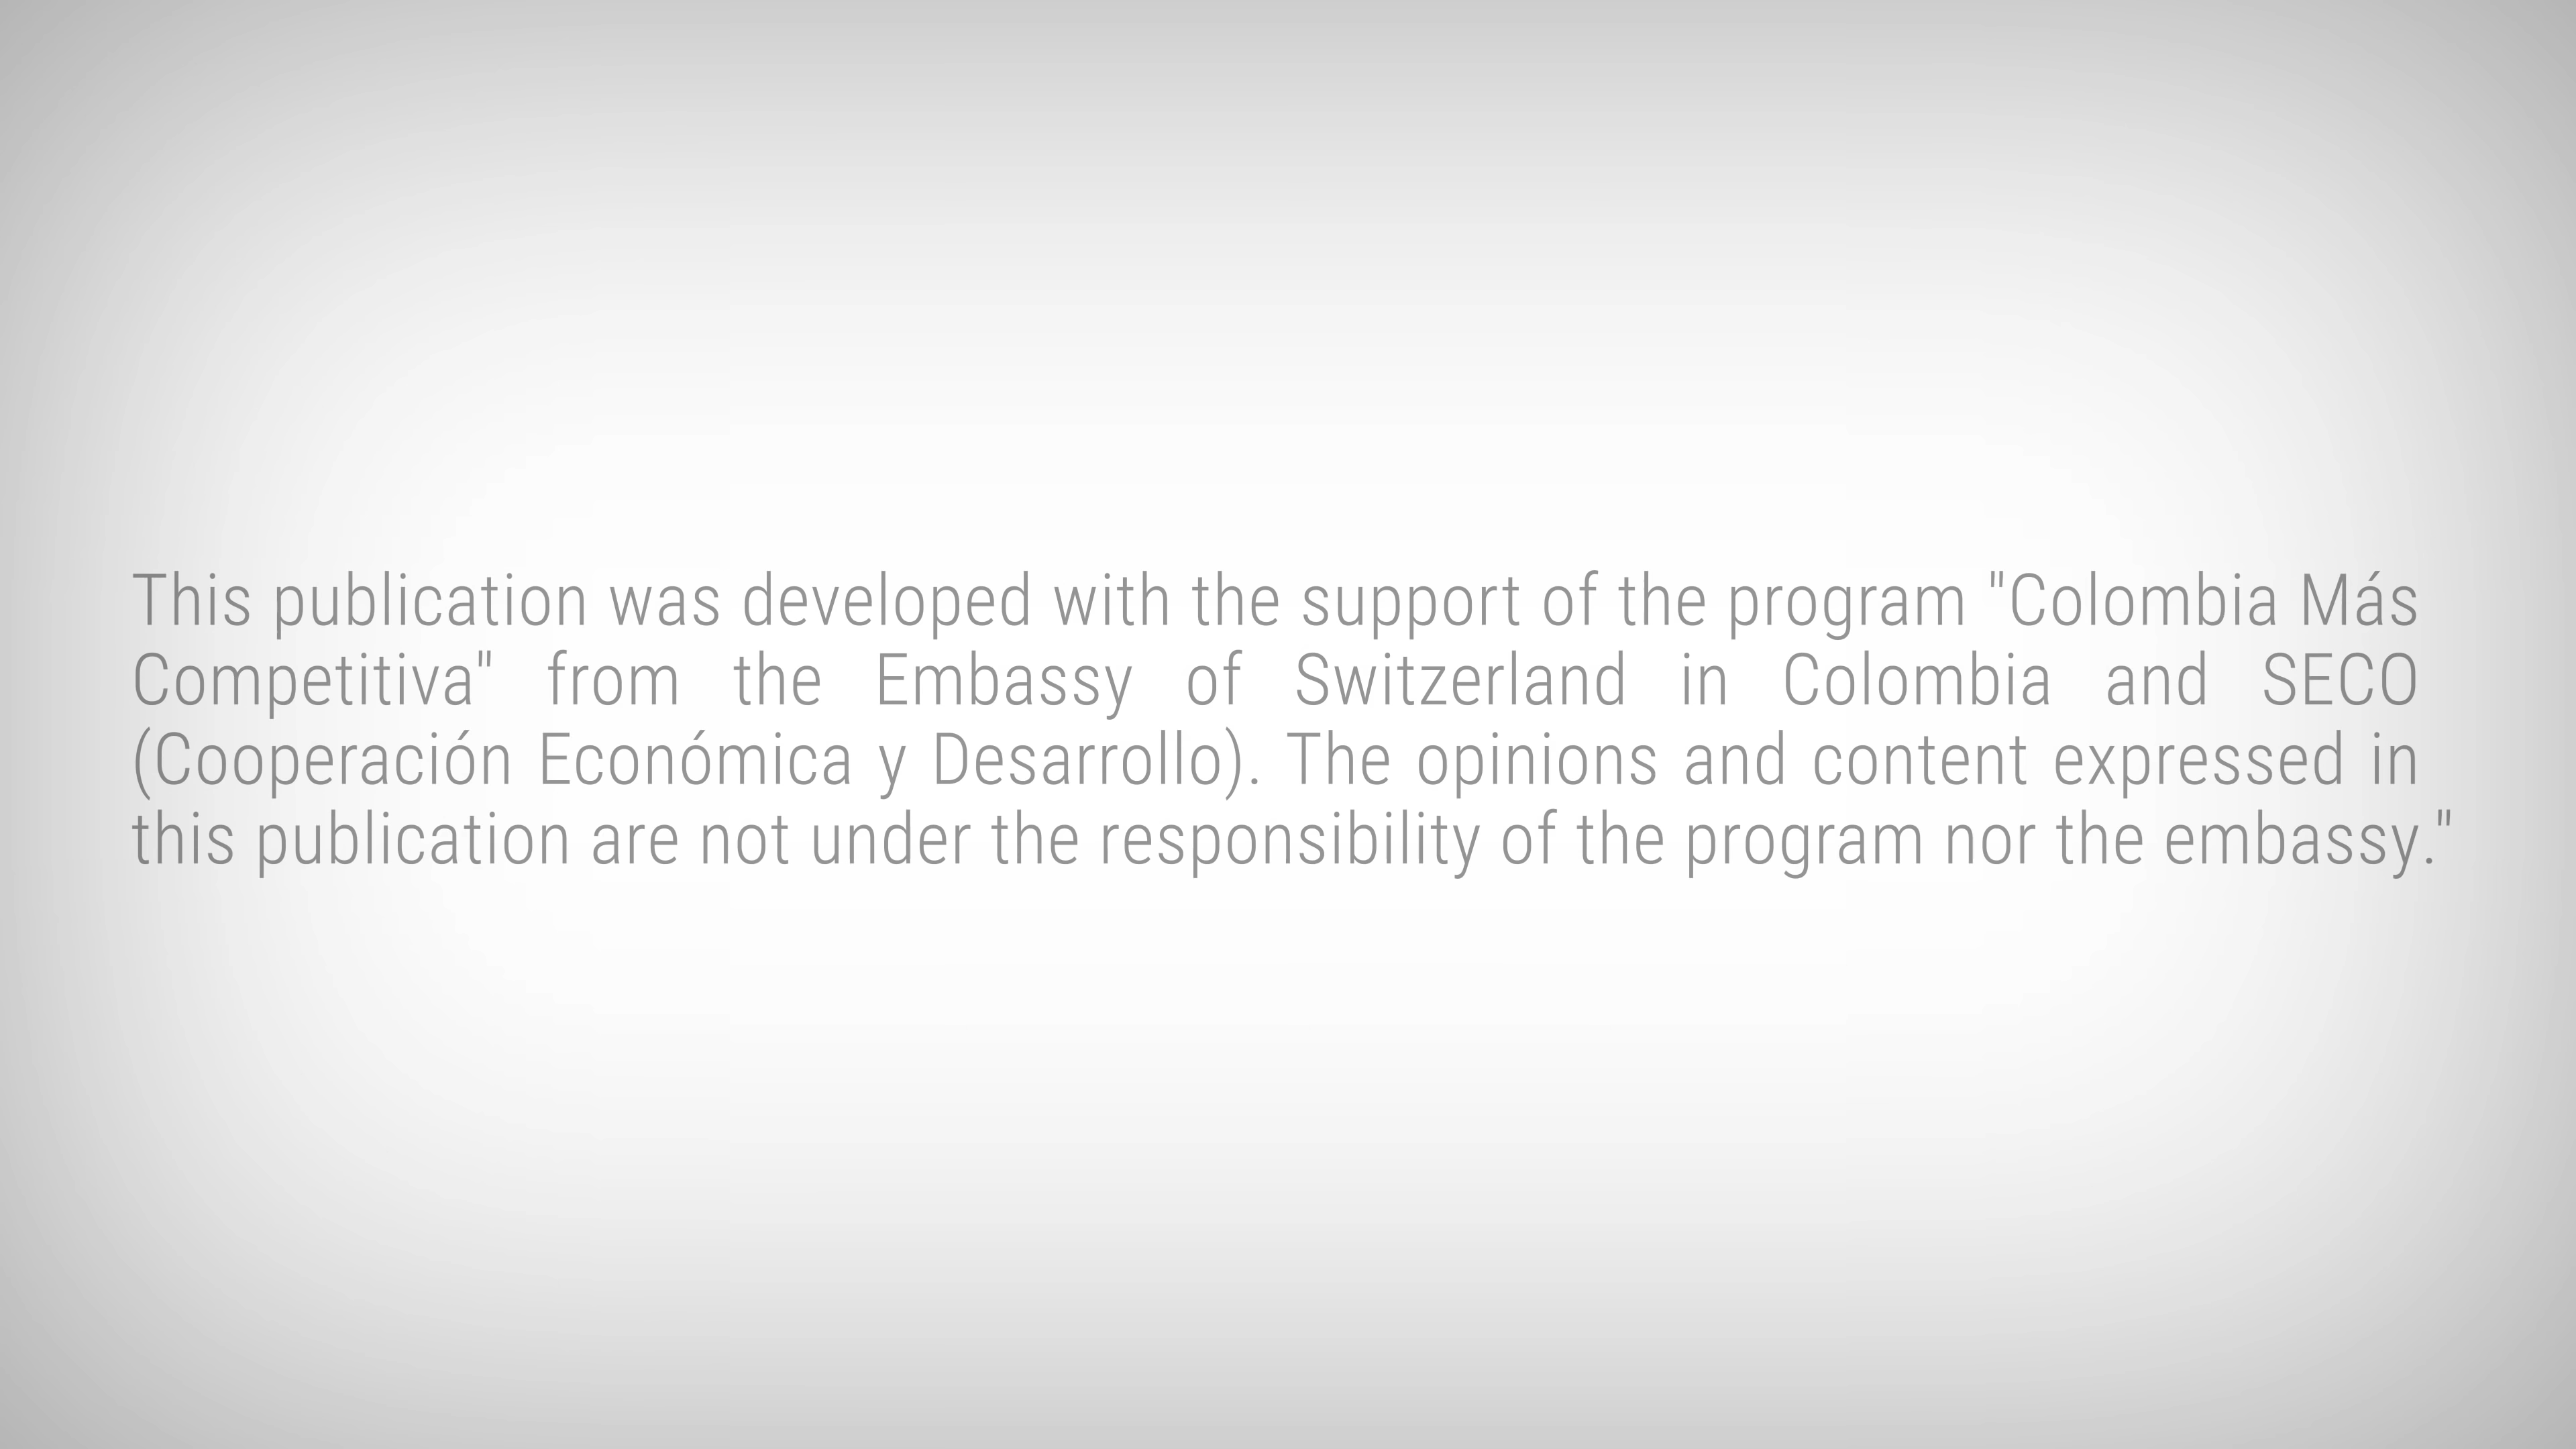 This publication was developed with the support of the program "Colombia Más
Competitiva" from the Embassy of Switzerland in Colombia and SECO
(Cooperación Económica y Desarrollo). The opinions and content expressed in
this publication are not under the responsibility of the program nor the embassy."